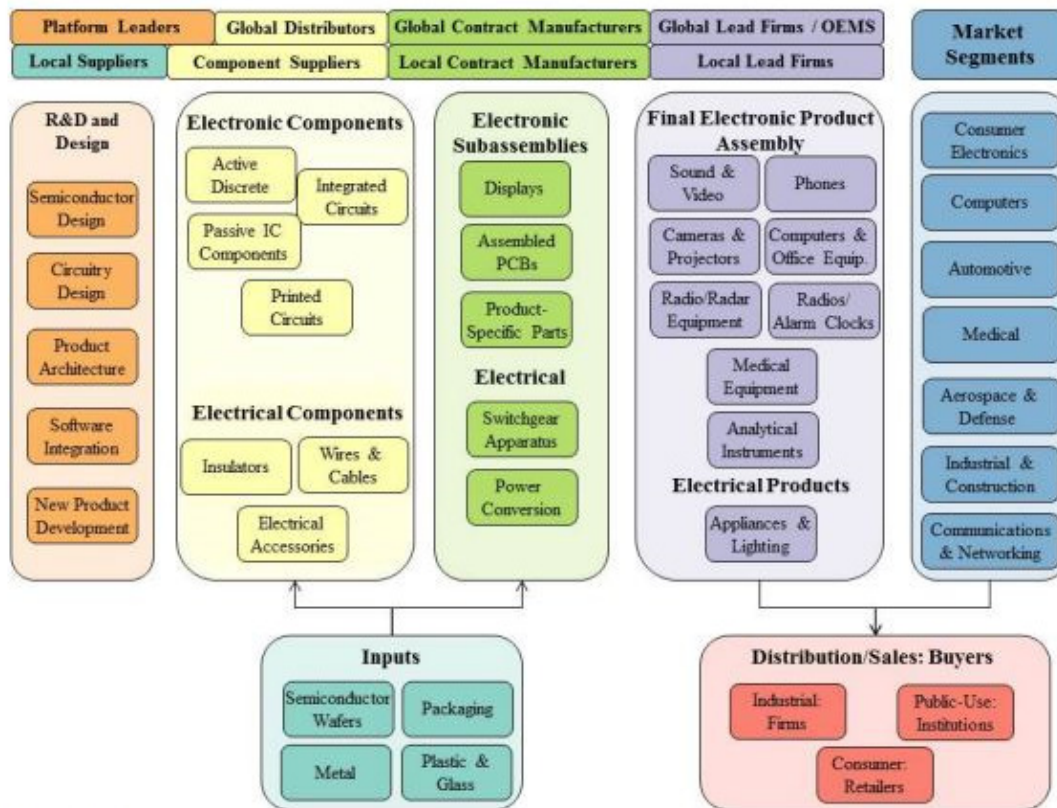 Platform Leaders
Global Distributors
Global Contract Manufacturers
Global Lead Firms / OEMS
Local Suppliers
Component Suppliers
Local Contract Manufacturers
Local Lead Firms
Market
Segments
R&D and
Design
Semiconductor
Design
Circuitry
Design
Product
Architecture
Software
Integration
New Product
Development
Electronic Components
Active
Discrete
Integrated
Circuits
Passive IC
Components
Printed
Circuits
Electrical Components
Insulators
Wires &
Cables
Electrical
Accessories
Electronic
Subassemblies
Displays
Assembled
PCBs
Product-
Specific Parts
Electrical
Switchgear
Apparatus
Power
Conversion
Final Electronic Product
Assembly
Sound &
Video
Phones
Cameras &
Projectors
Computers &
Office Equip.
Radio/Radar
Equipment
Radios/
Alarm Clocks
Medical
Equipment
Analytical
Instruments
Electrical Products
Appliances &
Lighting
Consumer
Electronics
Computers
Automotive
Medical
Aerospace &
Defense
Industrial &
Construction
Communications
& Networking
Inputs
Semiconductor
Wafers
Packaging
Metal
Plastic &
Glass
Distribution/Sales: Buyers
Industrial:
Firms
Public-Use:
Institutions
Consumer:
Retailers